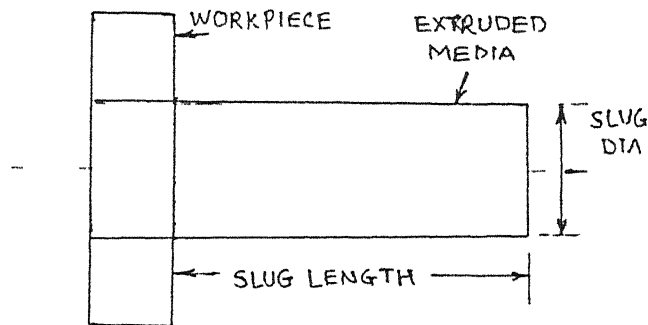 WORKPIECE
EXTRUDED
MEDIA
SLUG
DIA
SLUG LENGTH